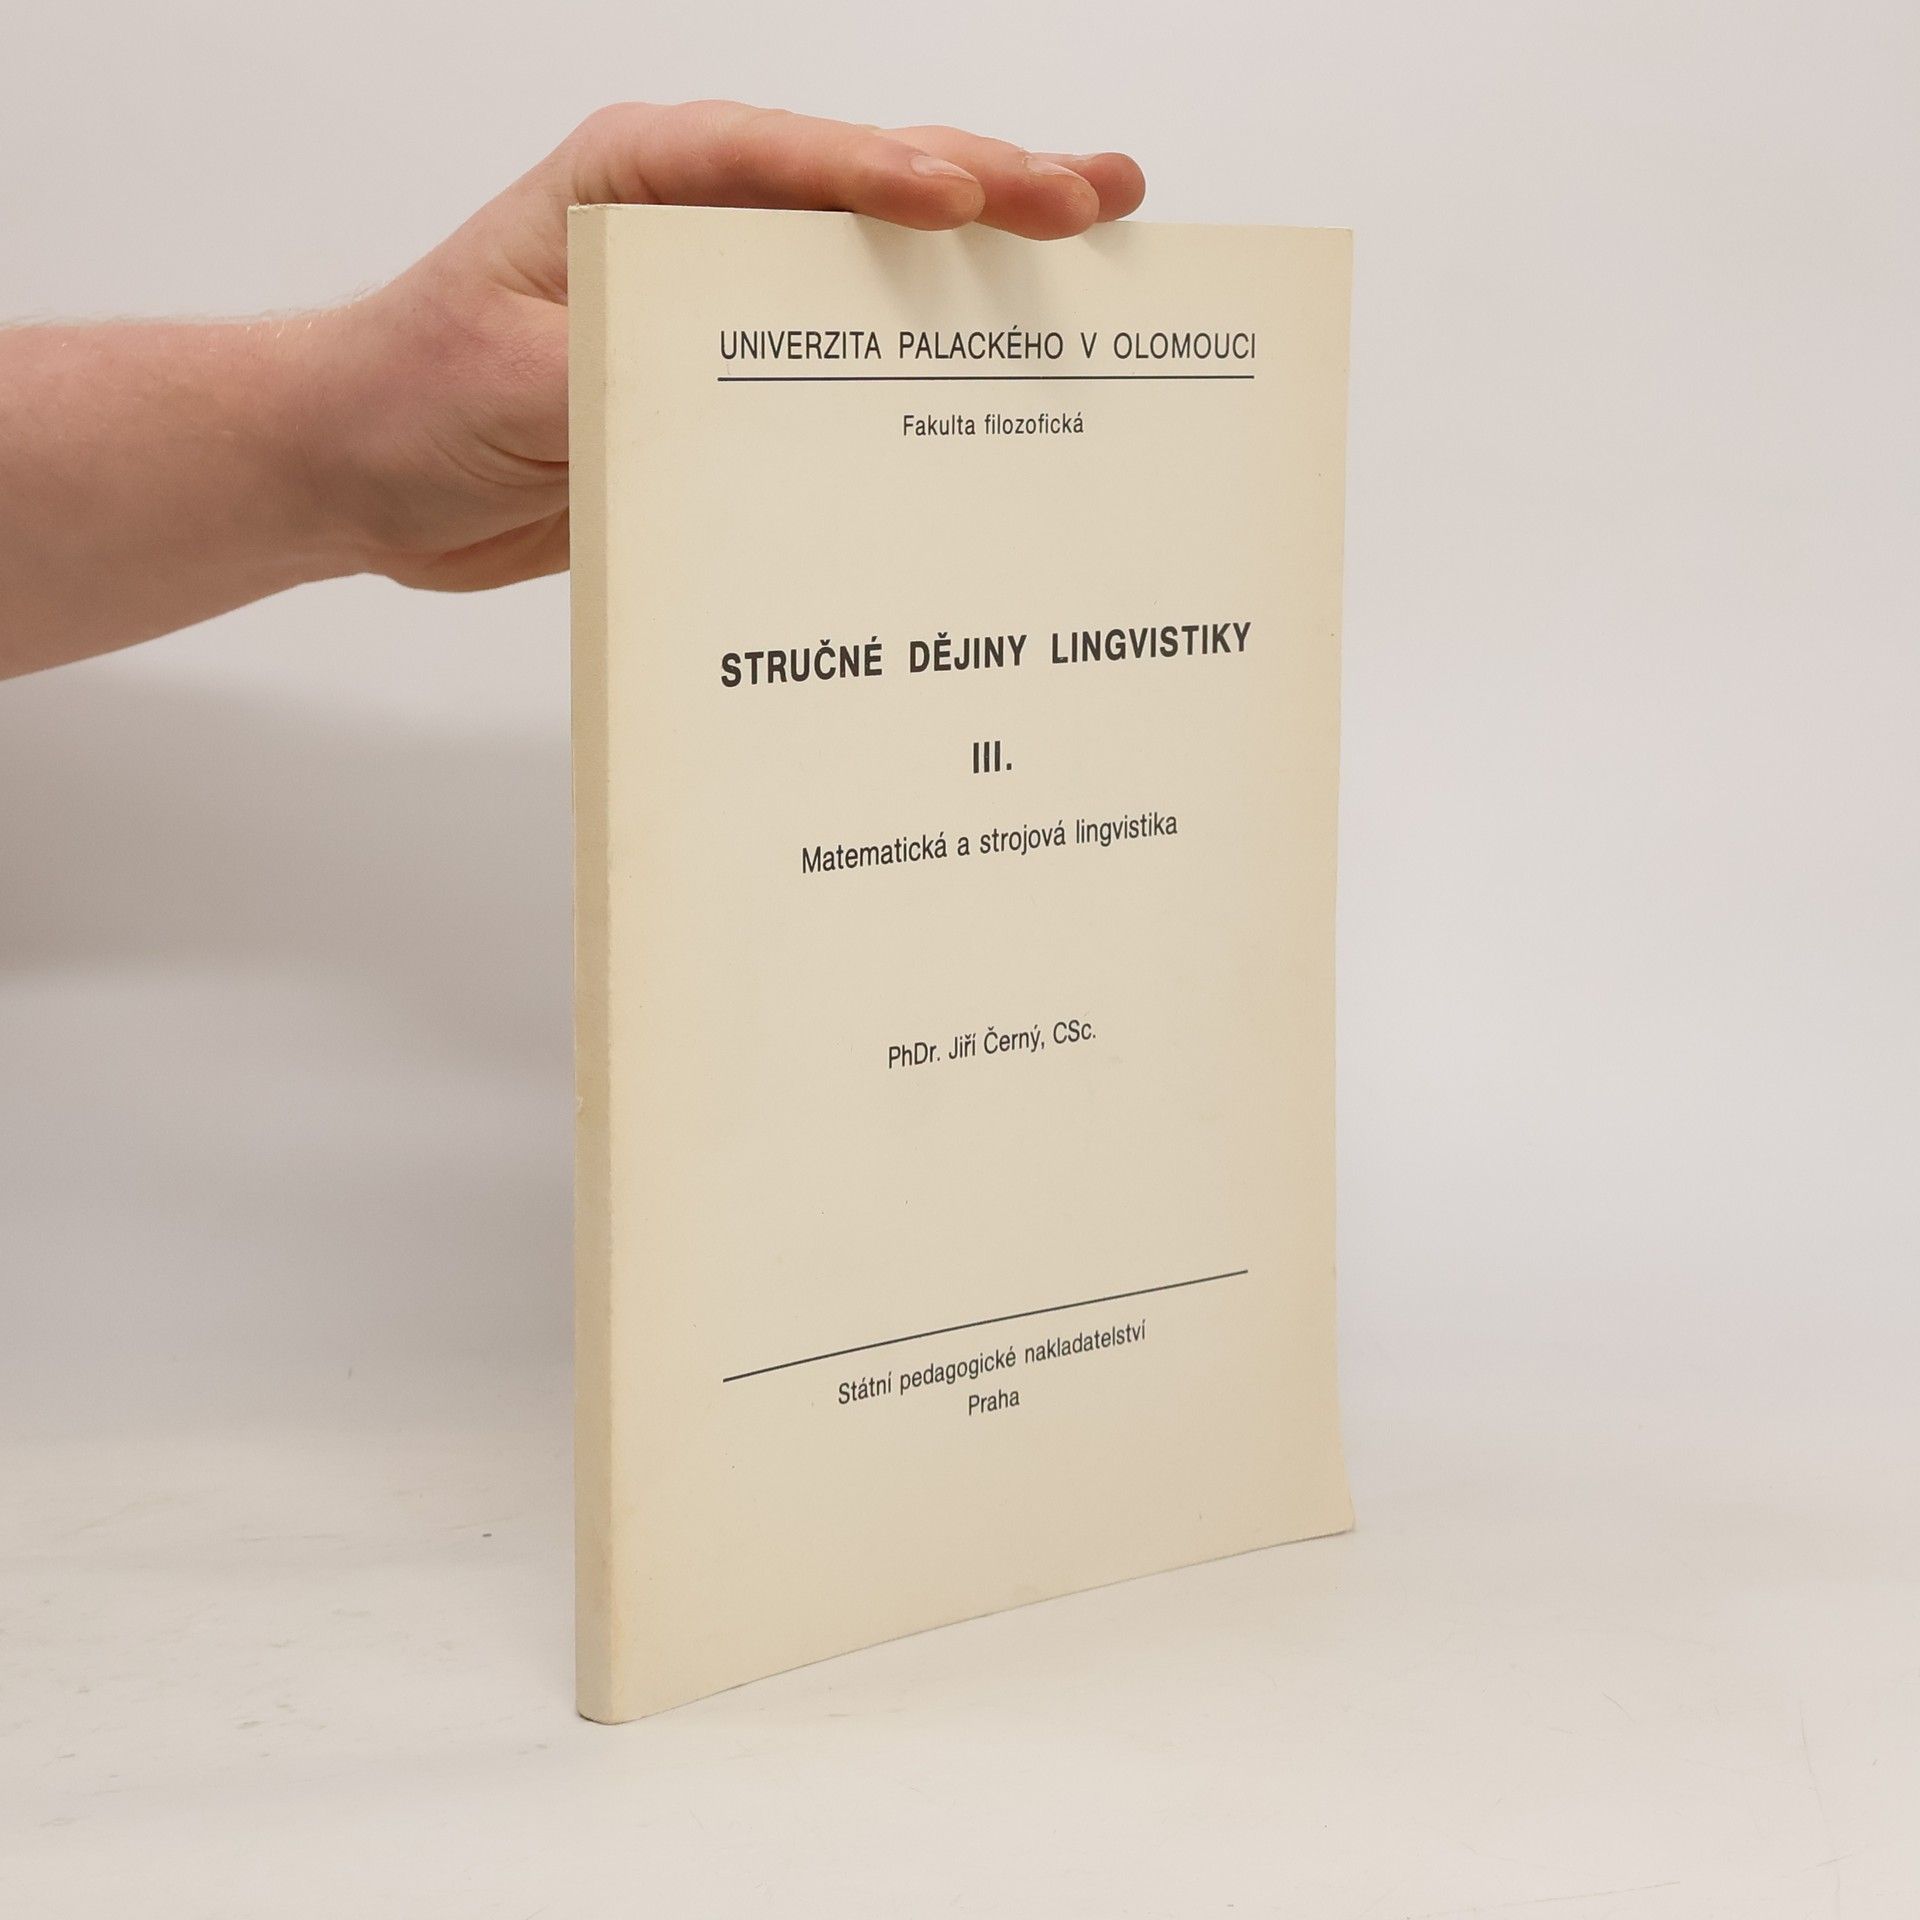 UNIVERZITA PALACKÉHO V OLOMOUCI
Fakulta filozofická
STRUČNÉ DĚJINY LINGVISTIKY
III.
Matematická a strojová lingvistika
PhDr. Jiří Černý, CSc.
Státní pedagogické nakladatelství
Praha